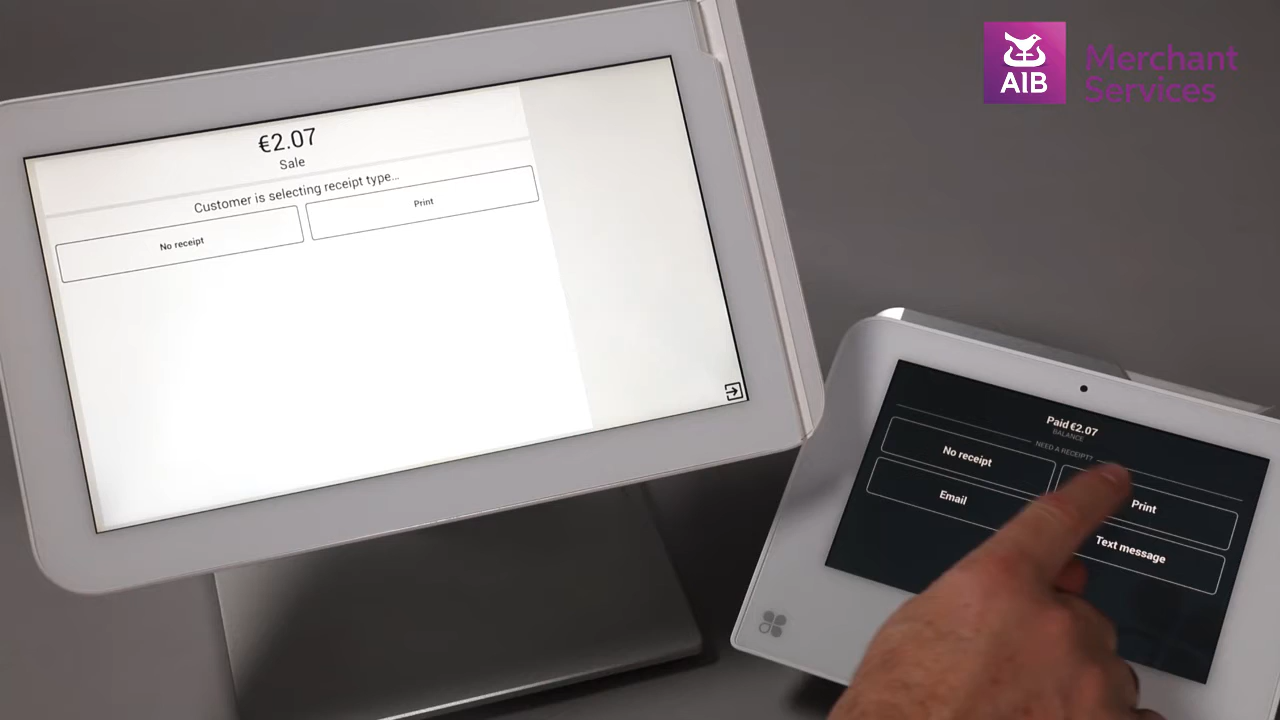 AIB
Merchant
Services
€2.07
Sale
Customer is selecting receipt type...
No receipt
Print
Paid €2.07
BALANCE
NEED A RECEIPT?
No receipt
Print
Email
Text message